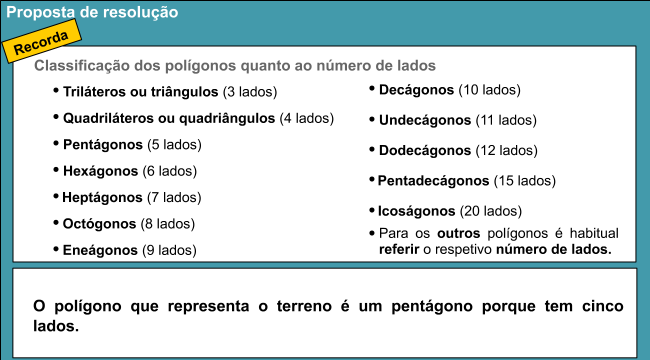 Proposta de resolução
Recorda
Classificação dos polígonos quanto ao número de lados
• Triláteros ou triângulos (3 lados)
• Quadriláteros ou quadriângulos (4 lados)
• Pentágonos (5 lados)
• Hexágonos (6 lados)
• Heptágonos (7 lados)
• Octógonos (8 lados)
• Eneágonos (9 lados)
• Decágonos (10 lados)
• Undecágonos (11 lados)
• Dodecágonos (12 lados)
• Pentadecágonos (15 lados)
• Icoságonos (20 lados)
• Para os outros polígonos é habitual
referir o respetivo número de lados.
O polígono que representa o terreno é um pentágono porque tem cinco
lados.